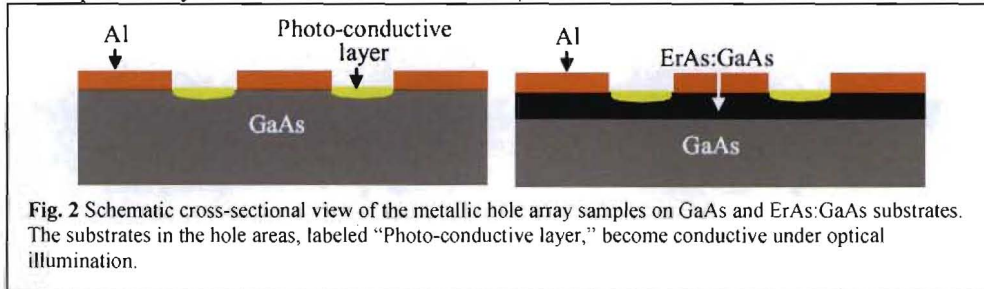 Al
Photo-conductive
layer
GaAs
Al
ErAs:GaAs
GaAs
Fig. 2 Schematic cross-sectional view of the metallic hole array samples on GaAs and ErAs:GaAs substrates.
The substrates in the hole areas, labeled "Photo-conductive layer," become conductive under optical
illumination.